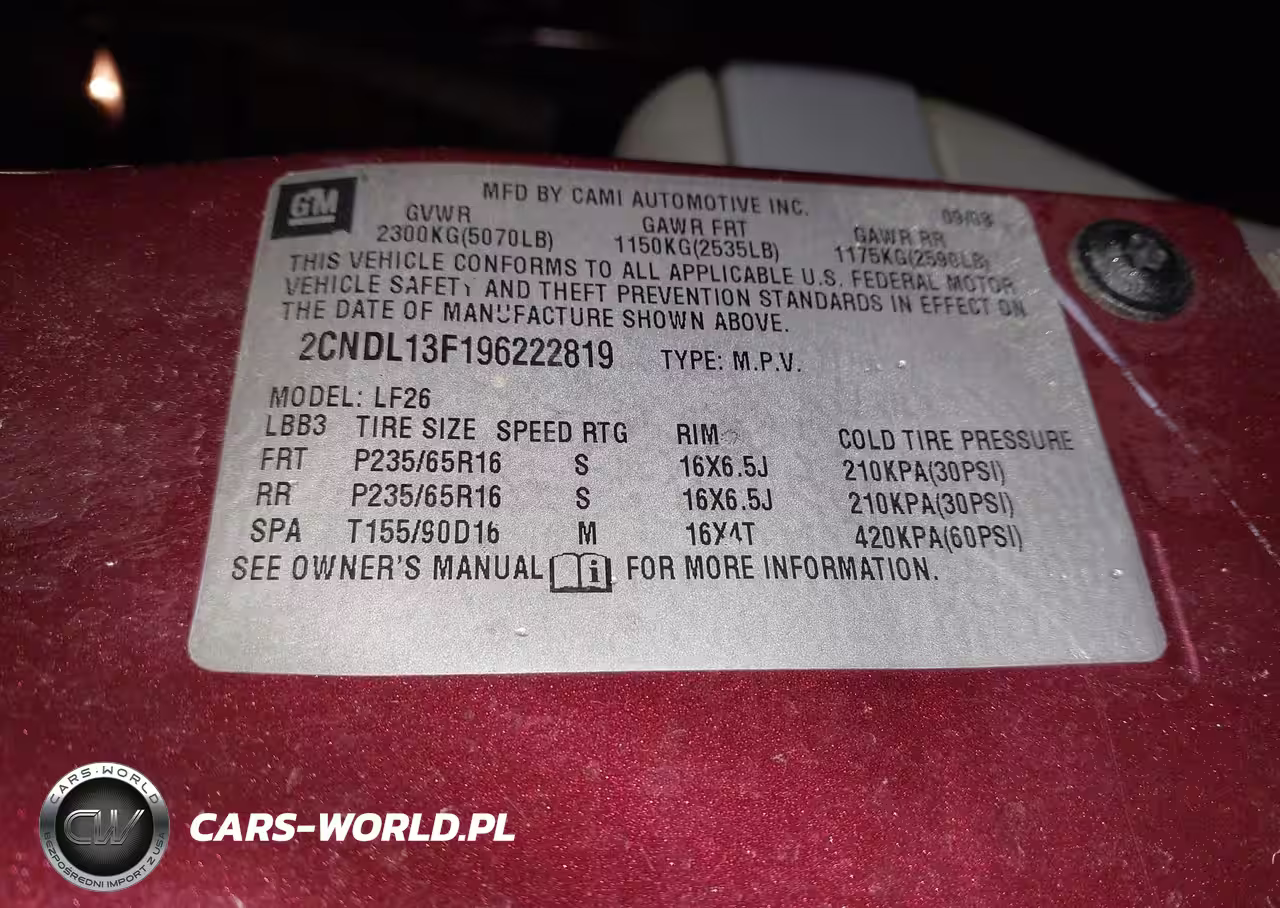 GM
MFD BY CAMI AUTOMOTIVE INC.
GVWR GAWR FRT GAWR RR
2300KG(5070LB) 1150KG(2535LB) 1175KG(2590LB)
THIS VEHICLE CONFORMS TO ALL APPLICABLE U.S. FEDERAL MOTOR
VEHICLE SAFETY AND THEFT PREVENTION STANDARDS IN EFFECT ON
THE DATE OF MANUFACTURE SHOWN ABOVE.
2CNDL13F196222819 TYPE: M.P.V.
MODEL: LF26
LBB3 TIRE SIZE SPEED RTG RIM COLD TIRE PRESSURE
FRT P235/65R16 S 16X6.5J 210KPA(30PSI)
RR P235/65R16 S 16X6.5J 210KPA(30PSI)
SPA T155/90D16 M 16X4T 420KPA(60PSI)
SEE OWNER'S MANUAL i FOR MORE INFORMATION.
CARS-WORLD
CW
BEZPOŚREDNI IMPORT Z USA
CARS-WORLD.PL